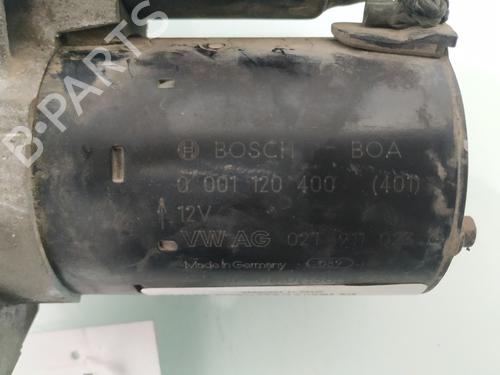 B-PARTS
BOSCH BOA
0 001 120 400 (401)
12V
VW AG
Made in Germany